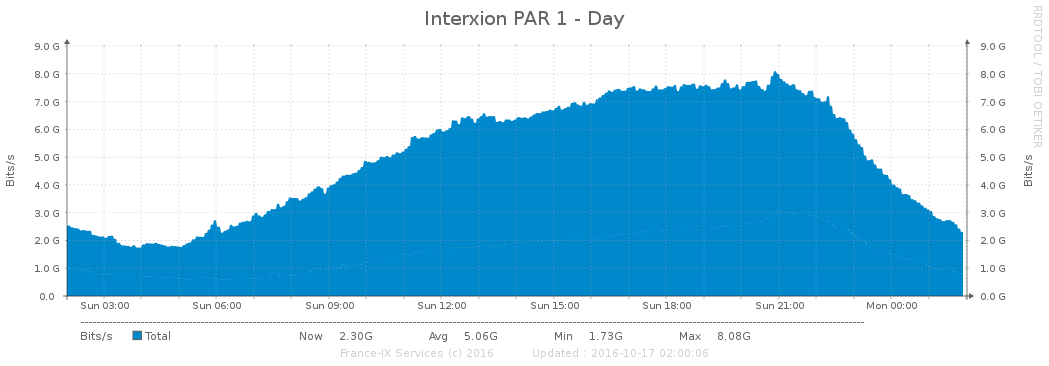 Interxion PAR 1 - Day
RRDTOOL / TOBI OETIKER
Bits/s
9.0 G 9.0 G
8.0 G 8.0 G
7.0 G 7.0 G
6.0 G 6.0 G
5.0 G 5.0 G
4.0 G 4.0 G
3.0 G 3.0 G
2.0 G 2.0 G
1.0 G 1.0 G
0.0 0.0 G
Bits/s
Sun 03:00 Sun 06:00 Sun 09:00 Sun 12:00 Sun 15:00 Sun 18:00 Sun 21:00 Mon 00:00
Bits/s Total Now 2.30G Avg 5.06G Min 1.73G Max 8.08G
France-IX Services (c) 2016 Updated : 2016-10-17 02:00:06